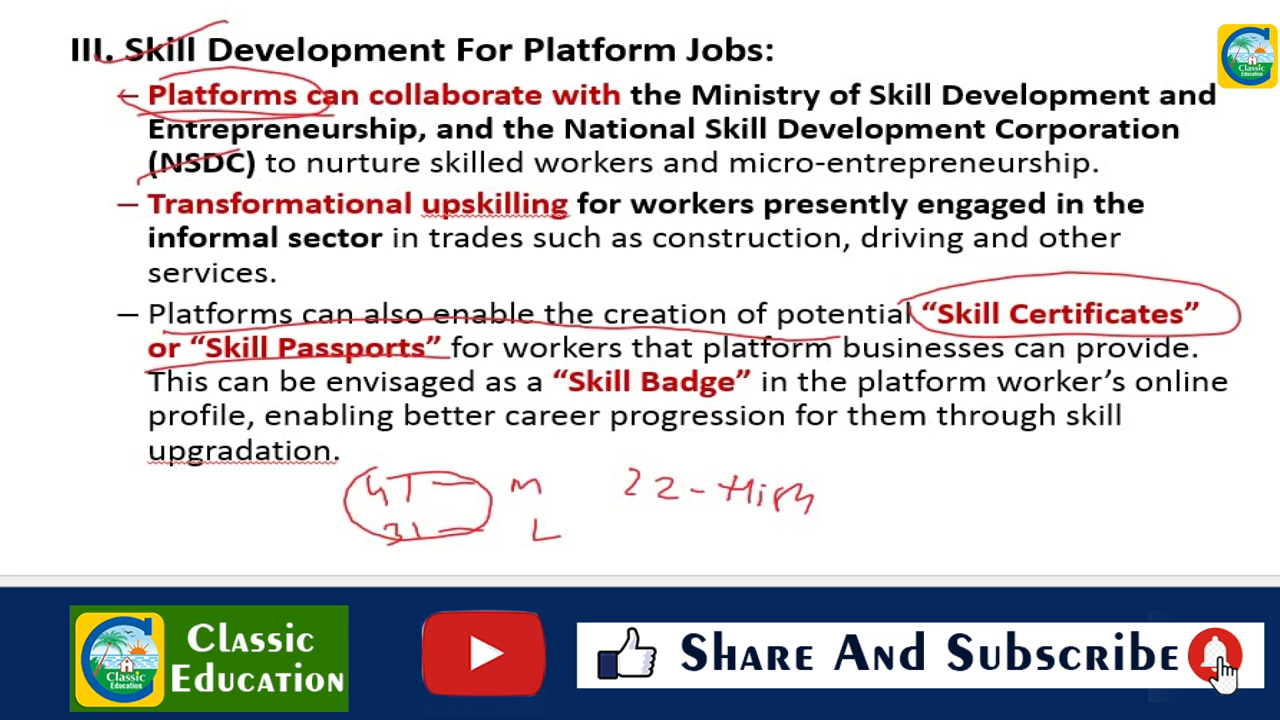 III. Skill Development For Platform Jobs:
– Platforms can collaborate with the Ministry of Skill Development and
Entrepreneurship, and the National Skill Development Corporation
(NSDC) to nurture skilled workers and micro-entrepreneurship.
– Transformational upskilling for workers presently engaged in the
informal sector in trades such as construction, driving and other
services.
– Platforms can also enable the creation of potential “Skill Certificates”
or “Skill Passports” for workers that platform businesses can provide.
This can be envisaged as a “Skill Badge” in the platform worker’s online
profile, enabling better career progression for them through skill
upgradation.
M 22-High
31 L
Classic
Education
Classic
Education
Classic
Education
Share And Subscribe